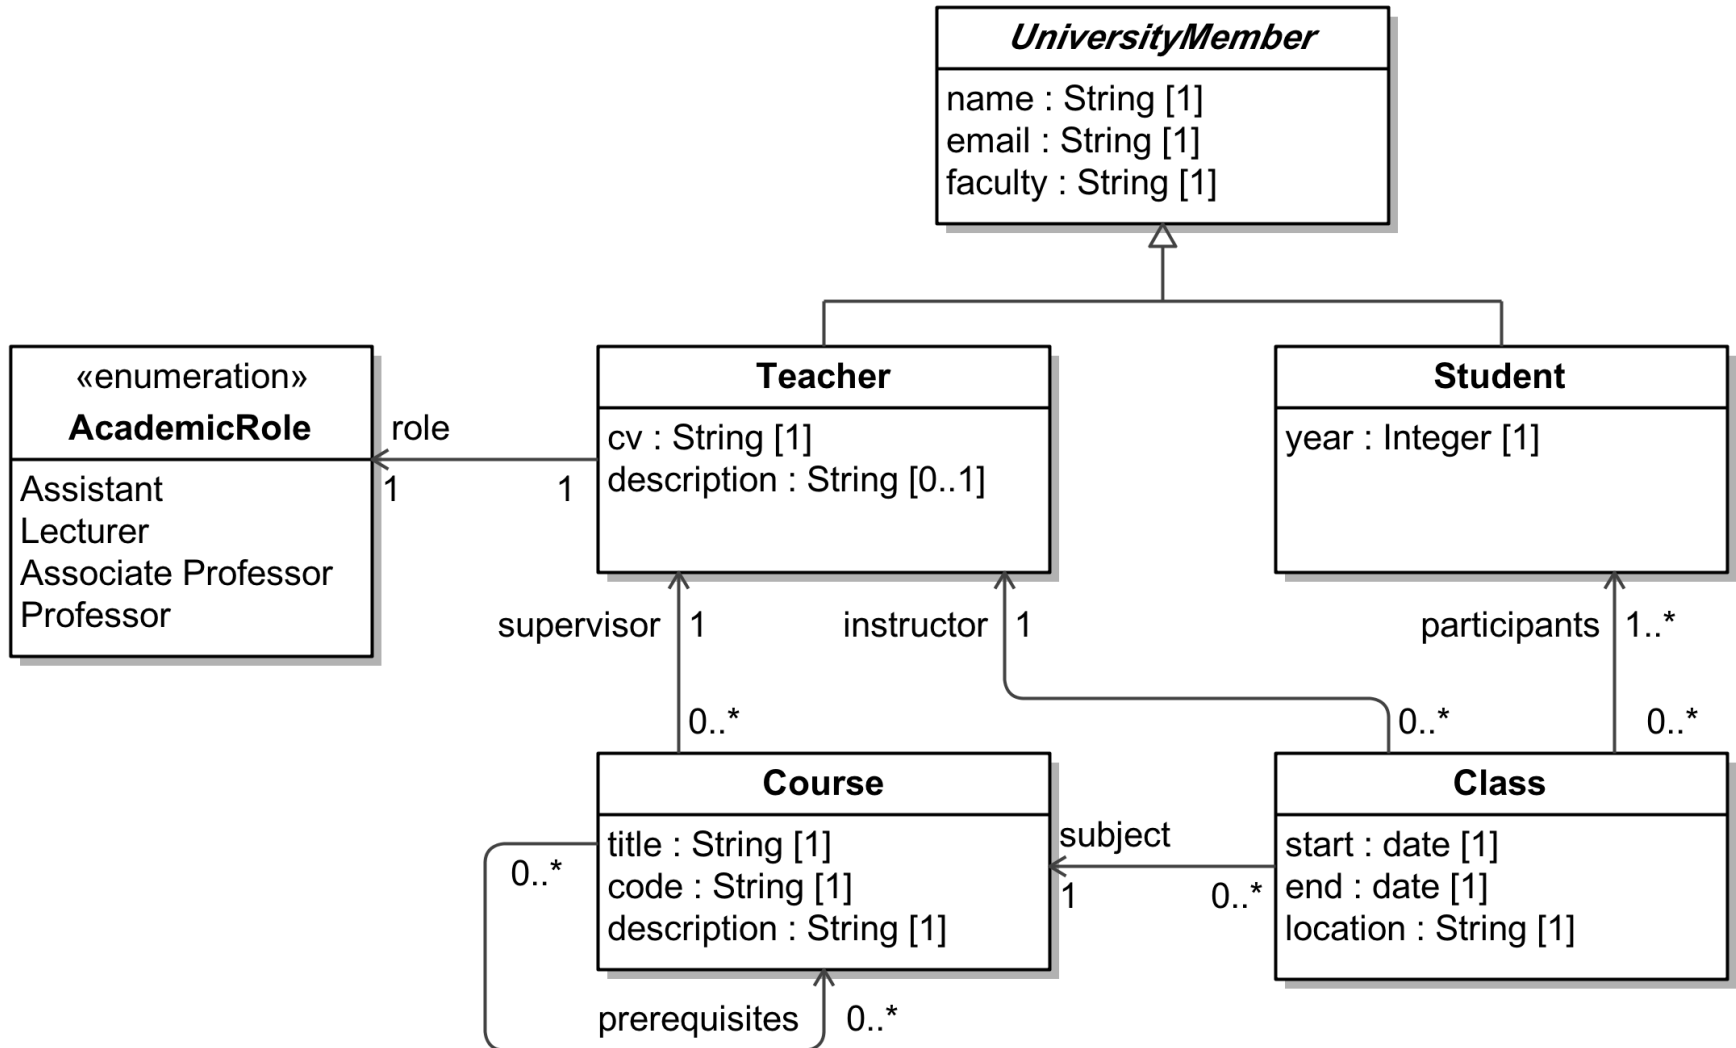 UniversityMember
name : String [1]
email : String [1]
faculty : String [1]
«enumeration»
AcademicRole
Assistant
Lecturer
Associate Professor
Professor
role
1
1
Teacher
cv : String [1]
description : String [0..1]
Student
year : Integer [1]
supervisor
1
0..*
instructor
1
0..*
participants
1..*
0..*
Course
title : String [1]
code : String [1]
description : String [1]
subject
1
0..*
Class
start : date [1]
end : date [1]
location : String [1]
0..*
prerequisites
0..*